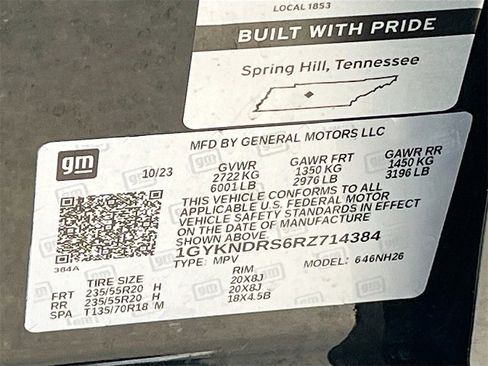 LOCAL 1853
BUILT WITH PRIDE
Spring Hill, Tennessee
MFD BY GENERAL MOTORS LLC
gm
10/23
GVWR GAWR FRT GAWR RR
2722 KG 1350 KG 1450 KG
6001 LB 2976 LB 3196 LB
THIS VEHICLE CONFORMS TO ALL
APPLICABLE U.S. FEDERAL MOTOR
VEHICLE SAFETY STANDARDS IN EFFECT
ON THE DATE OF MANUFACTURE
SHOWN ABOVE
1GYKNDRS6RZ714384
384A
TYPE: MPV MODEL: 646NH26
TIRE SIZE RIM
FRT 235/55R20 H 20X8J
RR 235/55R20 H 20X8J
SPA T135/70R18 M 18X4.5B